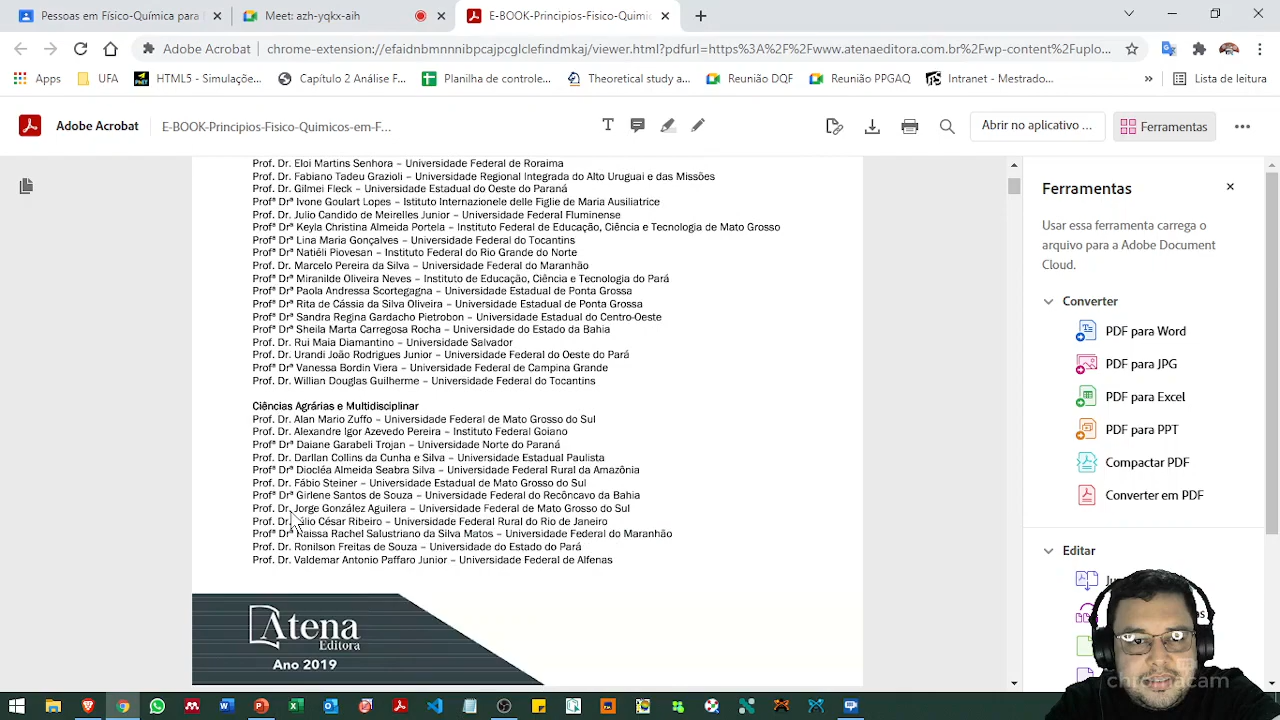 Pessoas em Físico-Química para
Meet: azh-yqkx-aih
E-BOOK-Principios-Fisico-Quimic
Adobe Acrobat
chrome-extension://efaidnbmnnnibpcajpcglclefindmkaj/viewer.html?pdfurl=https%3A%2F%2Fwww.atenaeditora.com.br%2Fwp-content%2Fuplo...
Apps
UFA
HTML5 - Simulaçõe...
Capítulo 2 Análise F...
Planilha de controle...
Theoretical study a...
Reunião DQF
Reunião PPGAQ
Intranet - Mestrado...
»
Lista de leitura
Adobe Acrobat
E-BOOK-Principios-Fisico-Quimicos-em-F...
Abrir no aplicativo ...
Ferramentas
Prof. Dr. Eloi Martins Senhora – Universidade Federal de Roraima
Prof. Dr. Fabiano Tadeu Grazioli – Universidade Regional Integrada do Alto Uruguai e das Missões
Prof. Dr. Gilmei Fleck – Universidade Estadual do Oeste do Paraná
Profª Drª Ivone Goulart Lopes – Istituto Internazionele delle Figlie de Maria Ausiliatrice
Prof. Dr. Julio Candido de Meirelles Junior – Universidade Federal Fluminense
Profª Drª Keyla Christina Almeida Portela – Instituto Federal de Educação, Ciência e Tecnologia de Mato Grosso
Profª Drª Lina Maria Gonçalves – Universidade Federal do Tocantins
Profª Drª Natiéli Piovesan – Instituto Federal do Rio Grande do Norte
Prof. Dr. Marcelo Pereira da Silva – Universidade Federal do Maranhão
Profª Drª Miranilde Oliveira Neves – Instituto de Educação, Ciência e Tecnologia do Pará
Profª Drª Paola Andressa Scortegagna – Universidade Estadual de Ponta Grossa
Profª Drª Rita de Cássia da Silva Oliveira – Universidade Estadual de Ponta Grossa
Profª Drª Sandra Regina Gardacho Pietrobon – Universidade Estadual do Centro-Oeste
Profª Drª Sheila Marta Carregosa Rocha – Universidade do Estado da Bahia
Prof. Dr. Rui Maia Diamantino – Universidade Salvador
Prof. Dr. Urandi João Rodrigues Junior – Universidade Federal do Oeste do Pará
Profª Drª Vanessa Bordin Viera – Universidade Federal de Campina Grande
Prof. Dr. Willian Douglas Guilherme – Universidade Federal do Tocantins
Ciências Agrárias e Multidisciplinar
Prof. Dr. Alan Mario Zuffo – Universidade Federal de Mato Grosso do Sul
Prof. Dr. Alexandre Igor Azevedo Pereira – Instituto Federal Goiano
Profª Drª Daiane Garabeli Trojan – Universidade Norte do Paraná
Prof. Dr. Darllan Collins da Cunha e Silva – Universidade Estadual Paulista
Profª Drª Diocléa Almeida Seabra Silva – Universidade Federal Rural da Amazônia
Prof. Dr. Fábio Steiner – Universidade Estadual de Mato Grosso do Sul
Profª Drª Girlene Santos de Souza – Universidade Federal do Recôncavo da Bahia
Prof. Dr. Jorge González Aguilera – Universidade Federal de Mato Grosso do Sul
Prof. Dr. Júlio César Ribeiro – Universidade Federal Rural do Rio de Janeiro
Profª Drª Raissa Rachel Salustriano da Silva Matos – Universidade Federal do Maranhão
Prof. Dr. Ronilson Freitas de Souza – Universidade do Estado do Pará
Prof. Dr. Valdemar Antonio Paffaro Junior – Universidade Federal de Alfenas
Atena
Editora
Ano 2019
Ferramentas
Usar essa ferramenta carrega o
arquivo para a Adobe Document
Cloud.
Converter
PDF para Word
PDF para JPG
PDF para Excel
PDF para PPT
Compactar PDF
Converter em PDF
Editar
chromacam